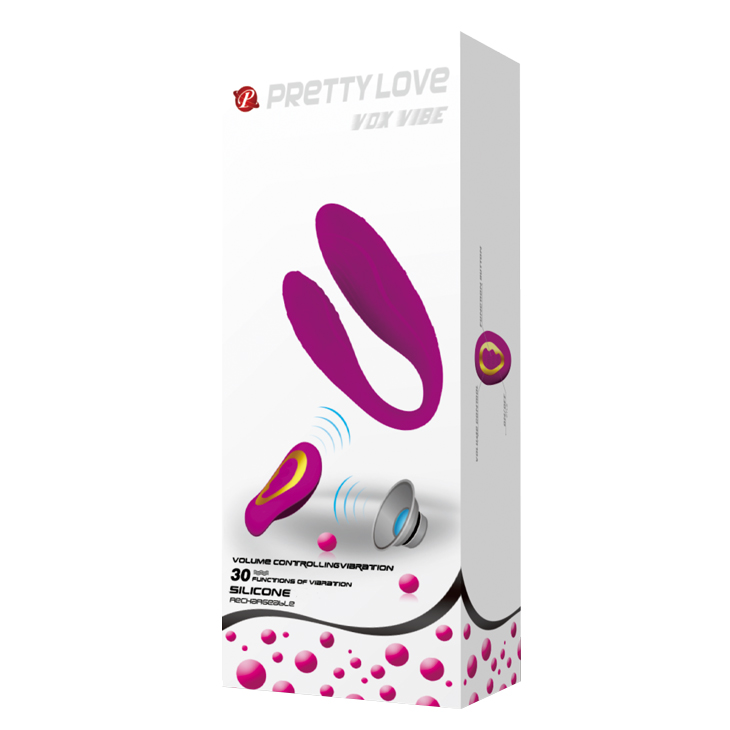 P PRETTY LOVE
VOX VIBE
VOLUME CONTROLLINGVIBRATION
30 FUNCTIONS OF VIBRATION
SILICONE
RECHARGEABLE